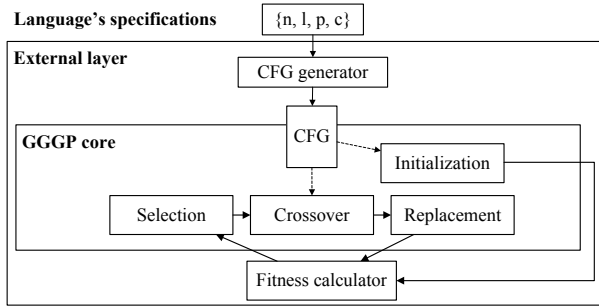 Language's specifications
{n, l, p, c}
External layer
CFG generator
CFG
GGGP core
Initialization
Selection
Crossover
Replacement
Fitness calculator